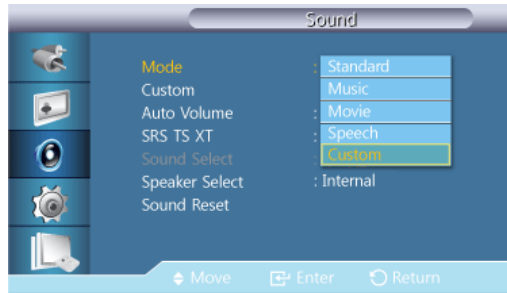 Sound
Mode : Standard
Custom Music
Auto Volume : Movie
SRS TS XT : Speech
Sound Select : Custom
Speaker Select : Internal
Sound Reset
Move Enter Return